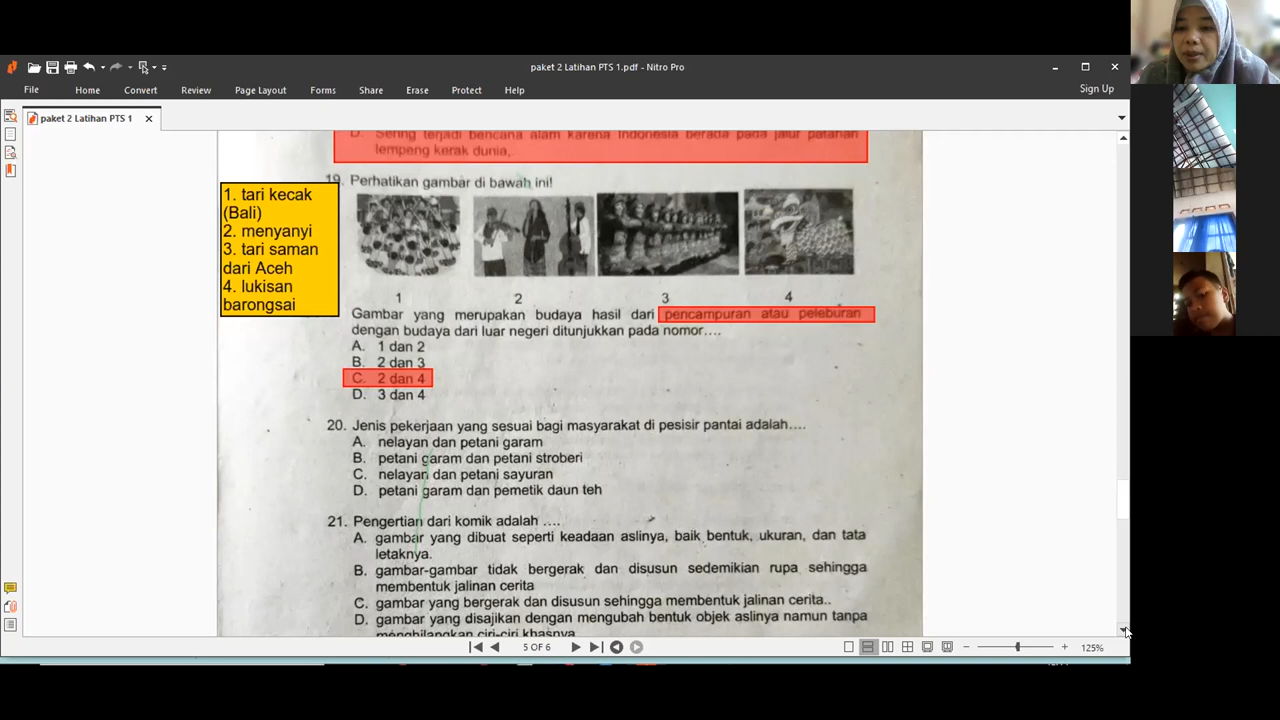 paket 2 Latihan PTS 1.pdf - Nitro Pro
File Home Convert Review Page Layout Forms Share Erase Protect Help Sign Up
paket 2 Latihan PTS 1
D. Sering terjadi bencana alam karena Indonesia berada pada jalur patahan
lempeng kerak dunia,
19. Perhatikan gambar di bawah ini!
1. tari kecak
(Bali)
2. menyanyi
3. tari saman
dari Aceh
4. lukisan
barongsai
1 2 3 4
Gambar yang merupakan budaya hasil dari pencampuran atau peleburan
dengan budaya dari luar negeri ditunjukkan pada nomor....
A. 1 dan 2
B. 2 dan 3
C. 2 dan 4
D. 3 dan 4
20. Jenis pekerjaan yang sesuai bagi masyarakat di pesisir pantai adalah....
A. nelayan dan petani garam
B. petani garam dan petani stroberi
C. nelayan dan petani sayuran
D. petani garam dan pemetik daun teh
21. Pengertian dari komik adalah ....
A. gambar yang dibuat seperti keadaan aslinya, baik bentuk, ukuran, dan tata
letaknya.
B. gambar-gambar tidak bergerak dan disusun sedemikian rupa sehingga
membentuk jalinan cerita
C. gambar yang bergerak dan disusun sehingga membentuk jalinan cerita..
D. gambar yang disajikan dengan mengubah bentuk objek aslinya namun tanpa
menghilangkan ciri-ciri khasnya
5 OF 6
125%